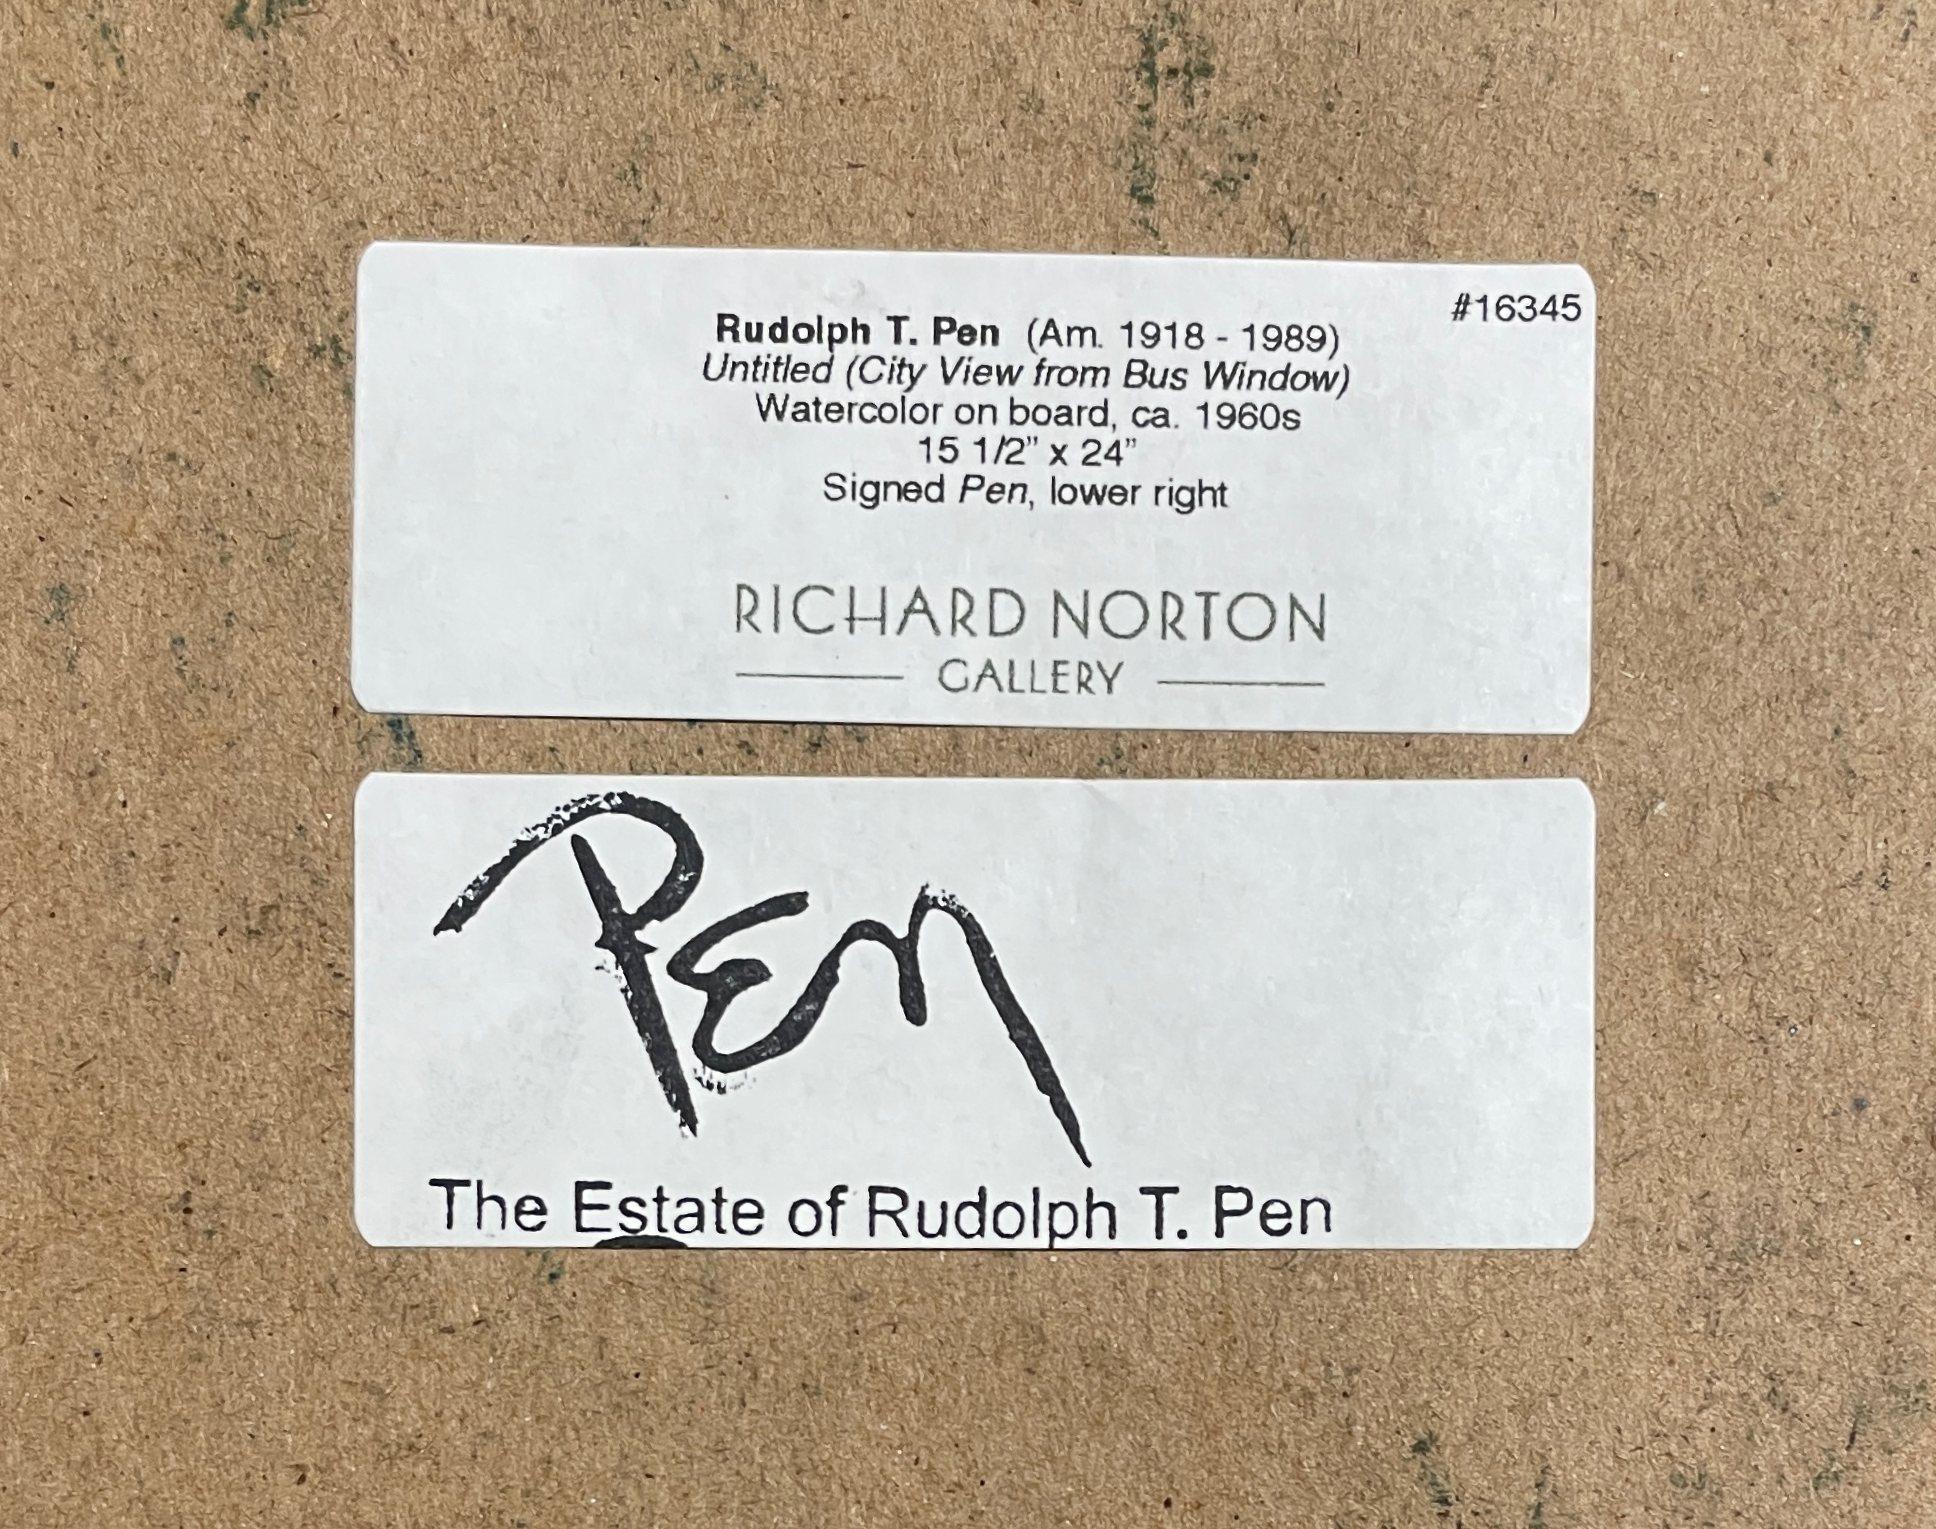 #16345
Rudolph T. Pen (Am. 1918 - 1989)
Untitled (City View from Bus Window)
Watercolor on board, ca. 1960s
15 1/2” x 24”
Signed Pen, lower right
RICHARD NORTON
GALLERY
Pen
The Estate of Rudolph T. Pen